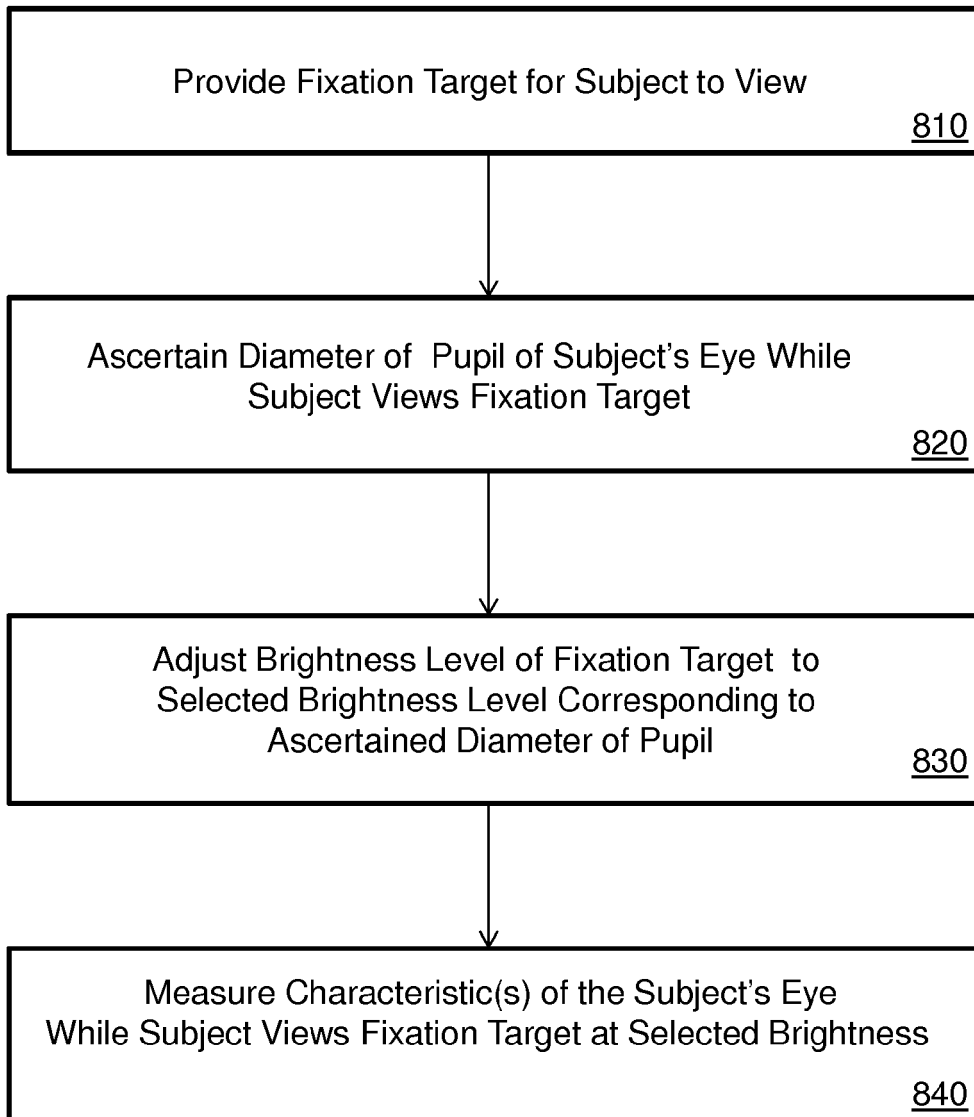 Provide Fixation Target for Subject to View
810
Ascertain Diameter of Pupil of Subject's Eye While
Subject Views Fixation Target
820
Adjust Brightness Level of Fixation Target to
Selected Brightness Level Corresponding to
Ascertained Diameter of Pupil
830
Measure Characteristic(s) of the Subject's Eye
While Subject Views Fixation Target at Selected Brightness
840